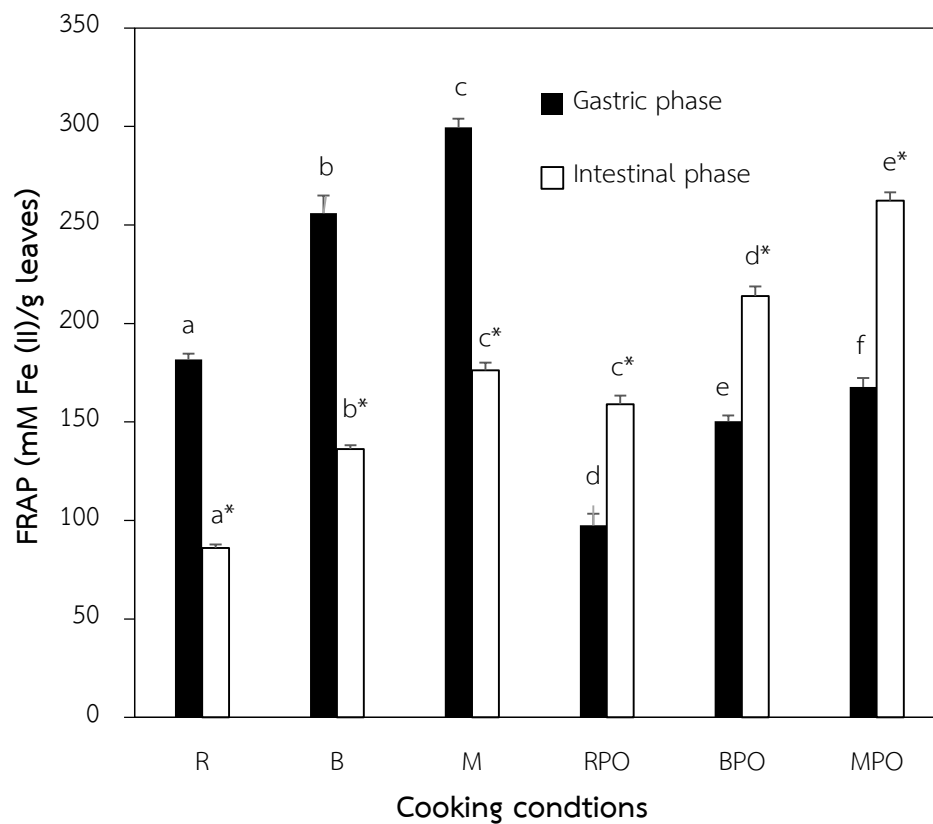 350
300
250
200
150
100
50
0
FRAP (mM Fe (II)/g leaves)
Gastric phase
Intestinal phase
a
a*
b
b*
c
c*
d
c*
e
d*
f
e*
R B M RPO BPO MPO
Cooking condtions